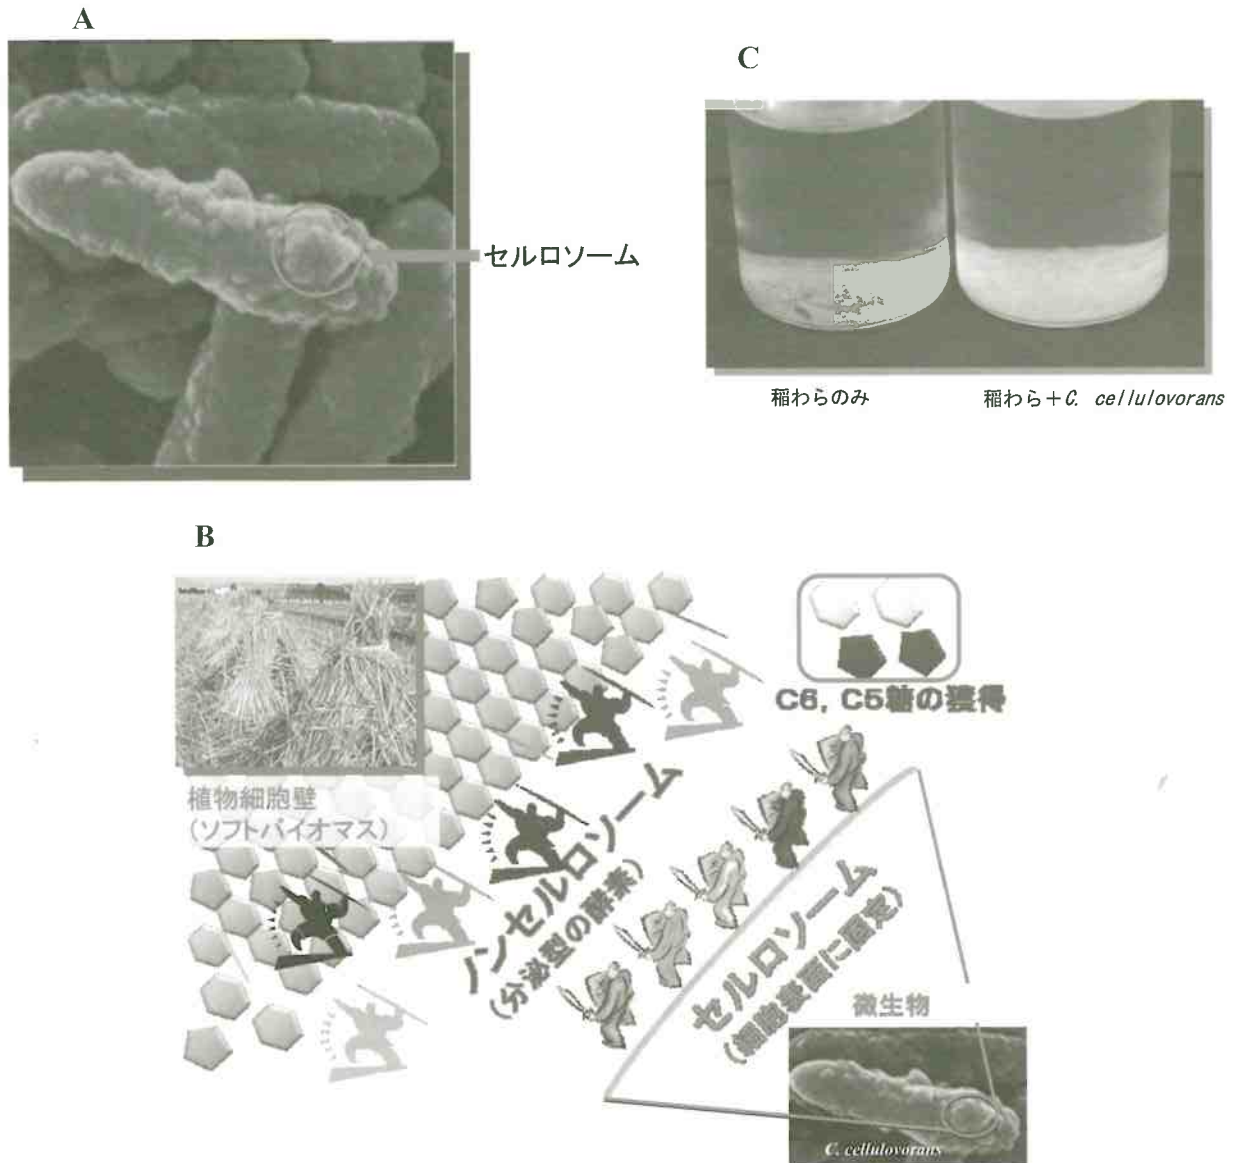 A
セルロソーム
C
稲わらのみ
稲わら＋C. cellulovorans
B
C6, C5糖の獲得
植物細胞壁
（ソフトバイオマス）
ノンセルロソーム
（分泌型の酵素）
セルロソーム
（細胞表面に固定）
微生物
C. cellulovorans